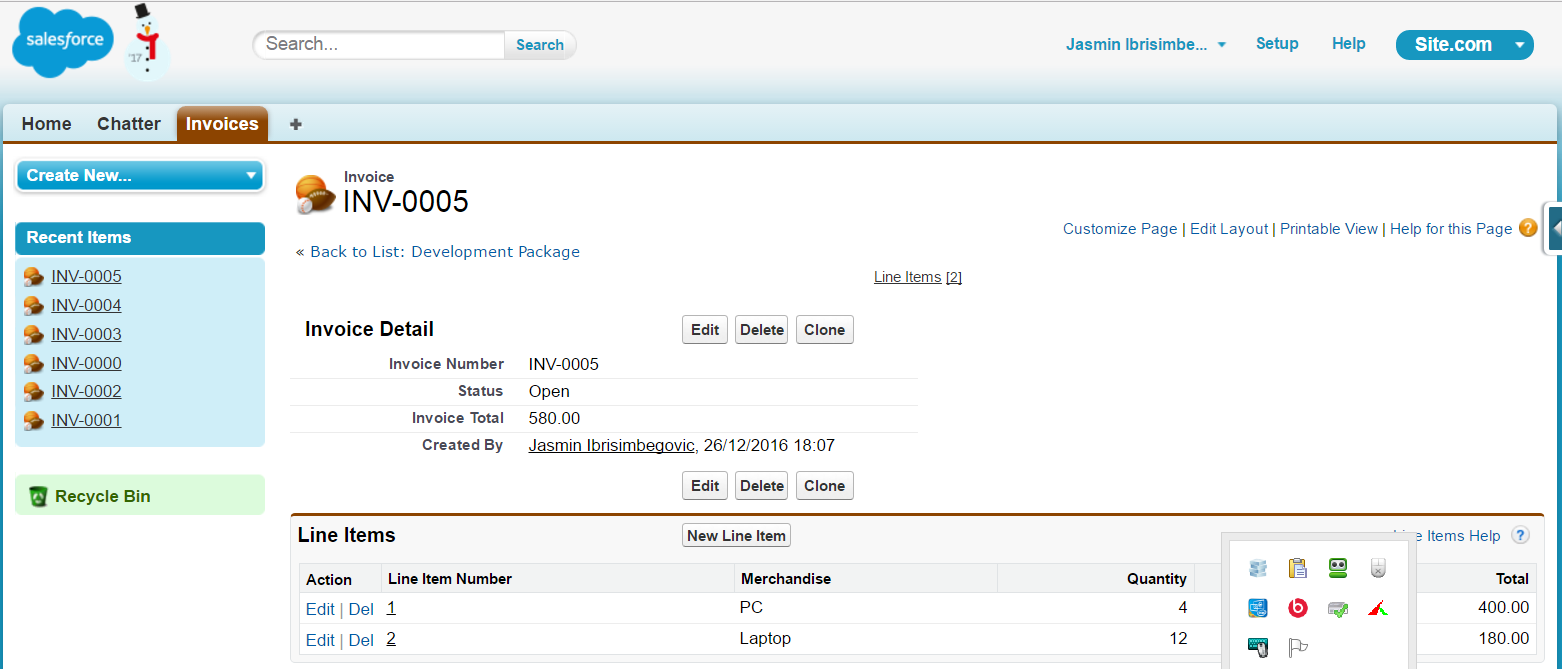 salesforce
'17
Search... Search
Jasmin Ibrisimbe... Setup Help Site.com
Home Chatter Invoices
Create New...
Recent Items
INV-0005
INV-0004
INV-0003
INV-0000
INV-0002
INV-0001
Recycle Bin
Invoice
INV-0005
Customize Page | Edit Layout | Printable View | Help for this Page ?
« Back to List: Development Package
Line Items [2]
Invoice Detail Edit Delete Clone
Invoice Number INV-0005
Status Open
Invoice Total 580.00
Created By Jasmin Ibrisimbegovic, 26/12/2016 18:07
Edit Delete Clone
Line Items New Line Item Items Help ?
Action Line Item Number Merchandise Quantity Total
Edit | Del 1 PC 4 400.00
Edit | Del 2 Laptop 12 180.00